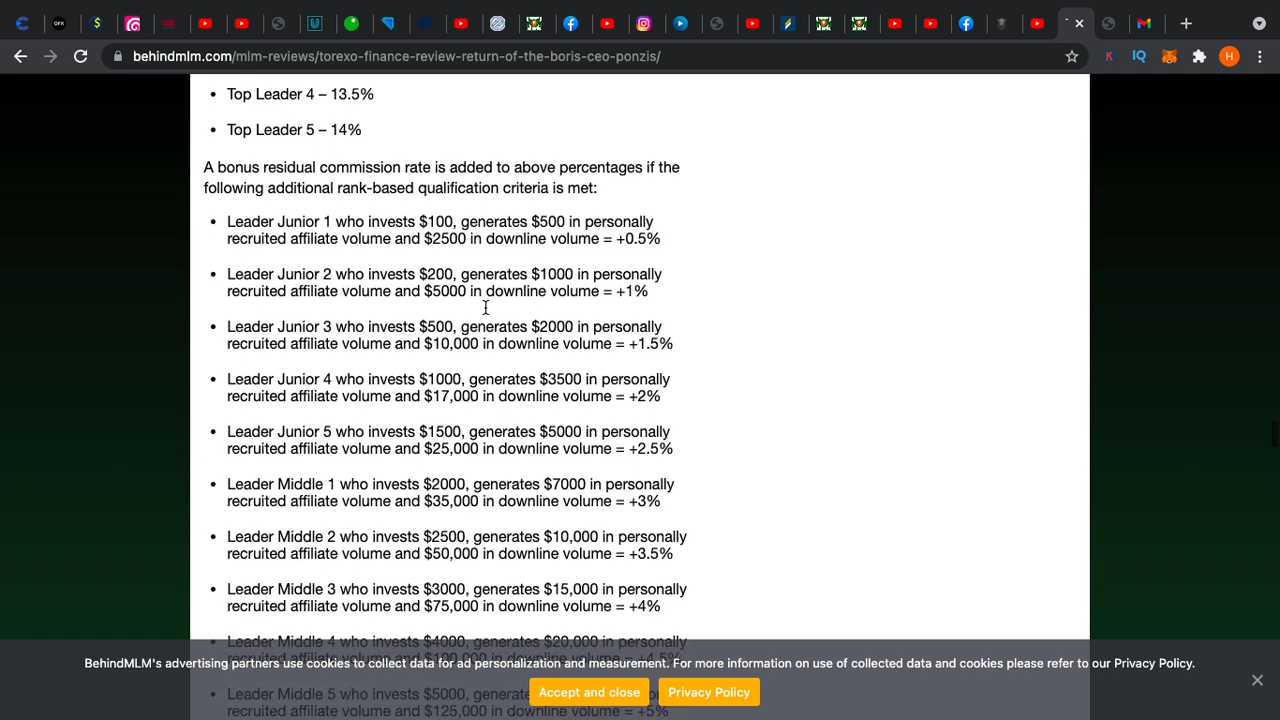 behindmlm.com/mlm-reviews/torexo-finance-review-return-of-the-boris-ceo-ponzis/
Top Leader 4 – 13.5%
Top Leader 5 – 14%
A bonus residual commission rate is added to above percentages if the
following additional rank-based qualification criteria is met:
Leader Junior 1 who invests $100, generates $500 in personally
recruited affiliate volume and $2500 in downline volume = +0.5%
Leader Junior 2 who invests $200, generates $1000 in personally
recruited affiliate volume and $5000 in downline volume = +1%
Leader Junior 3 who invests $500, generates $2000 in personally
recruited affiliate volume and $10,000 in downline volume = +1.5%
Leader Junior 4 who invests $1000, generates $3500 in personally
recruited affiliate volume and $17,000 in downline volume = +2%
Leader Junior 5 who invests $1500, generates $5000 in personally
recruited affiliate volume and $25,000 in downline volume = +2.5%
Leader Middle 1 who invests $2000, generates $7000 in personally
recruited affiliate volume and $35,000 in downline volume = +3%
Leader Middle 2 who invests $2500, generates $10,000 in personally
recruited affiliate volume and $50,000 in downline volume = +3.5%
Leader Middle 3 who invests $3000, generates $15,000 in personally
recruited affiliate volume and $75,000 in downline volume = +4%
Leader Middle 4 who invests $4000, generates $20,000 in personally
BehindMLM's advertising partners use cookies to collect data for ad personalization and measurement. For more information on use of collected data and cookies please refer to our Privacy Policy.
Accept and close Privacy Policy
Leader Middle 5 who invests $5000,
recruited affiliate volume and $125,000 in downline volume = +5%